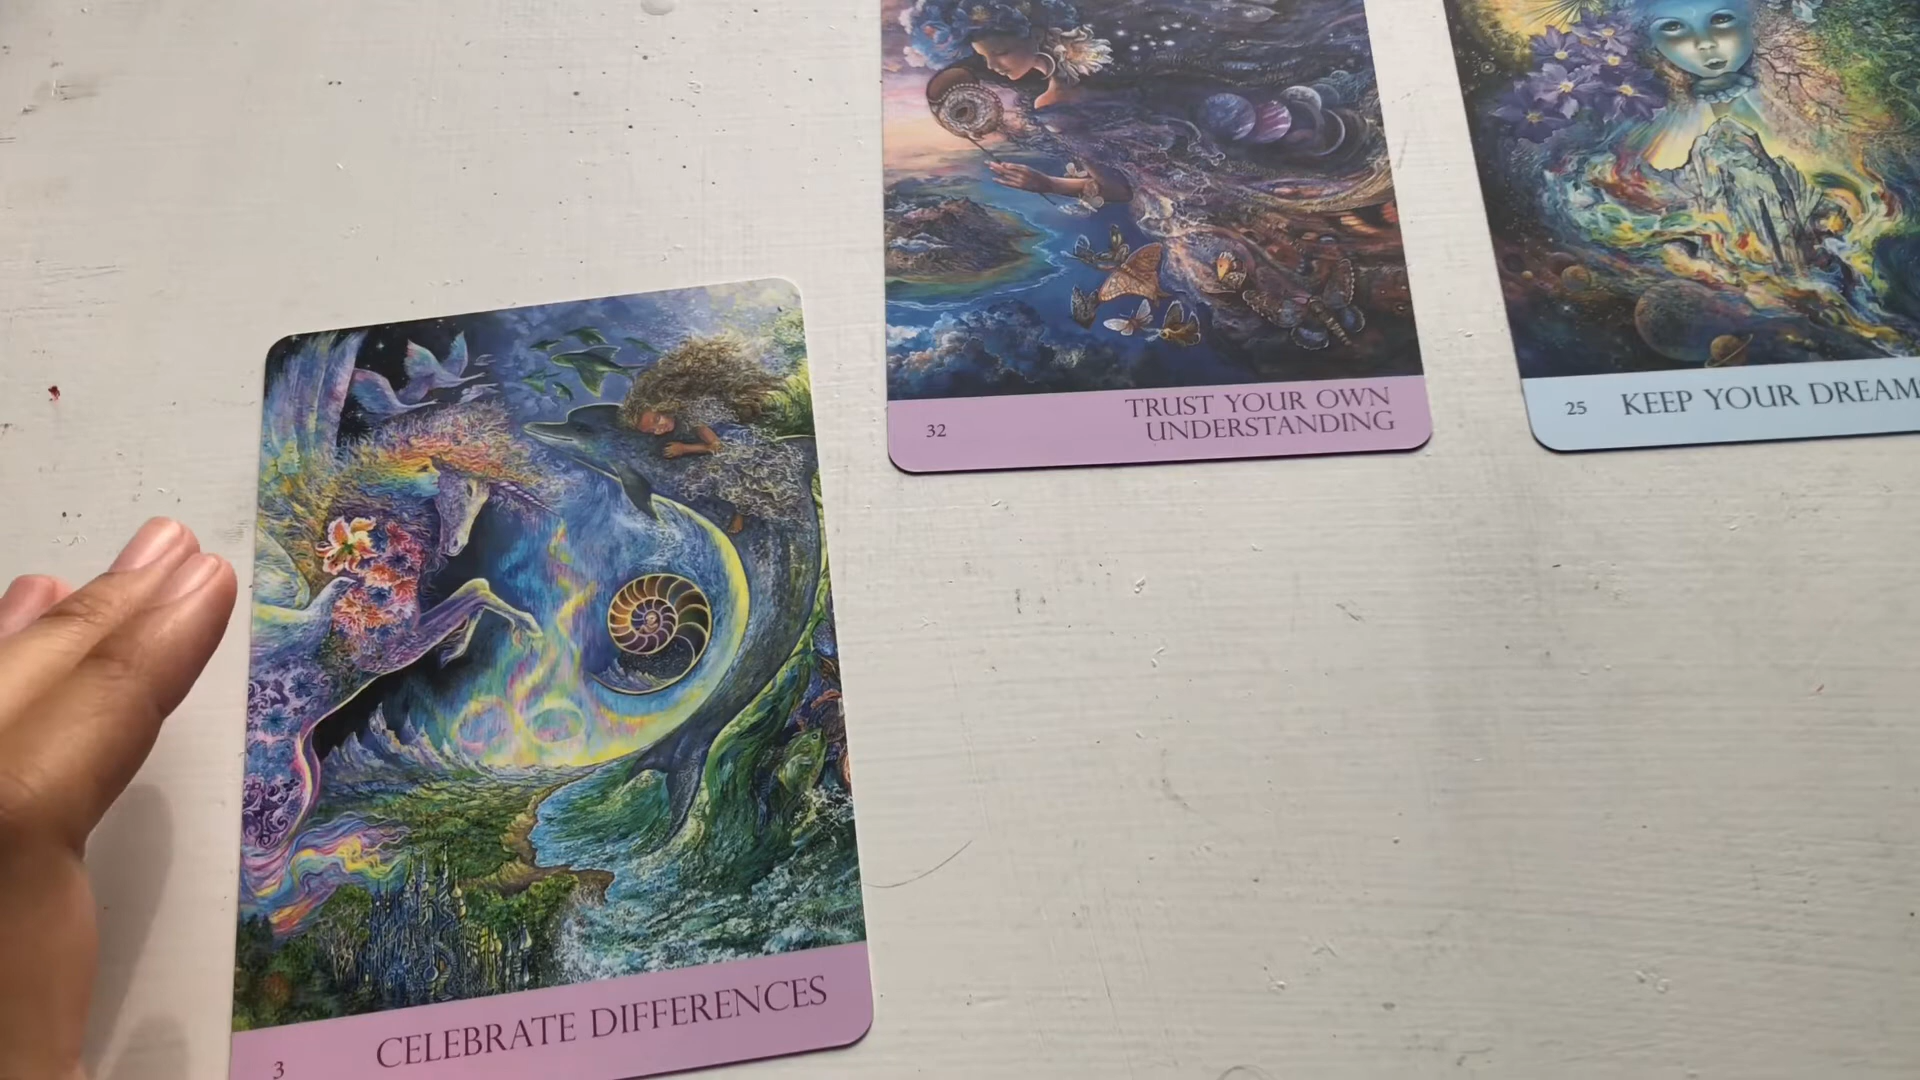 TRUST YOUR OWN
UNDERSTANDING
32
25 KEEP YOUR DREAM
CELEBRATE DIFFERENCES
3